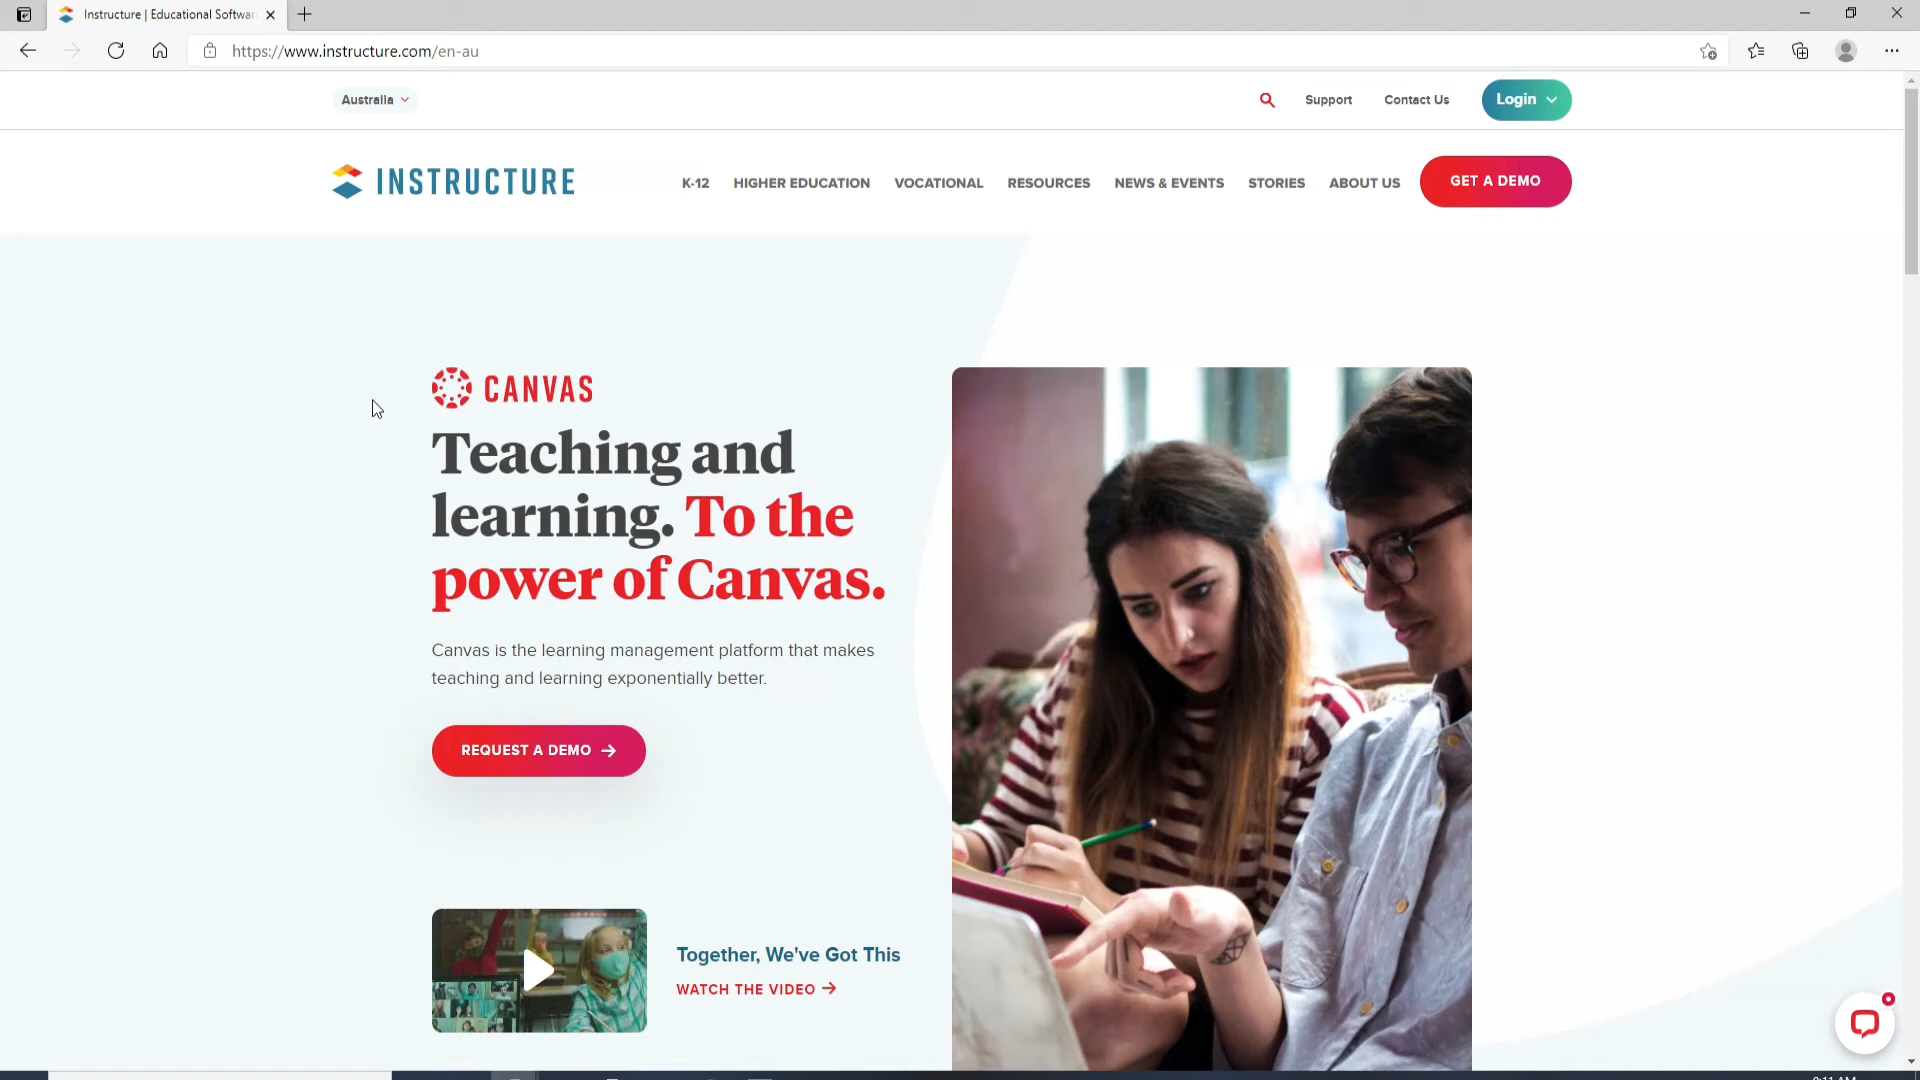 Instructure | Educational Softwar
https://www.instructure.com/en-au
Australia
Support
Contact Us
Login
INSTRUCTURE
K-12
HIGHER EDUCATION
VOCATIONAL
RESOURCES
NEWS & EVENTS
STORIES
ABOUT US
GET A DEMO
CANVAS
Teaching and
learning. To the
power of Canvas.
Canvas is the learning management platform that makes
teaching and learning exponentially better.
REQUEST A DEMO
Together, We've Got This
WATCH THE VIDEO